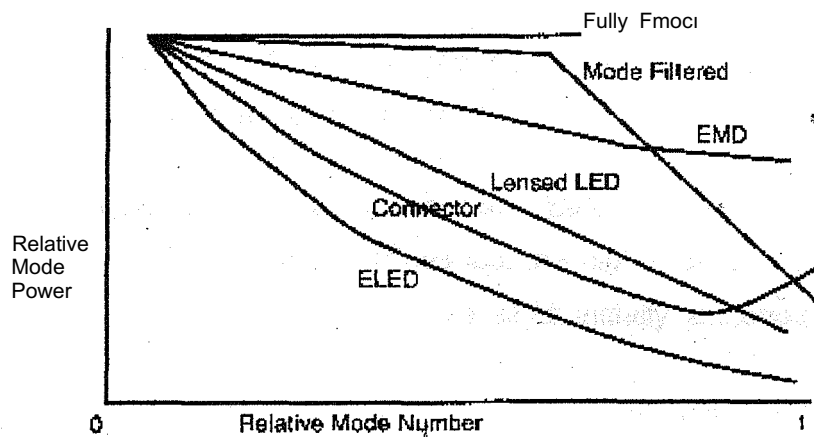 Fully Fmocı
Mode Filtered
EMD
Lensed LED
Connector
Relative
Mode
Power
ELED
0
Relative Mode Number
1